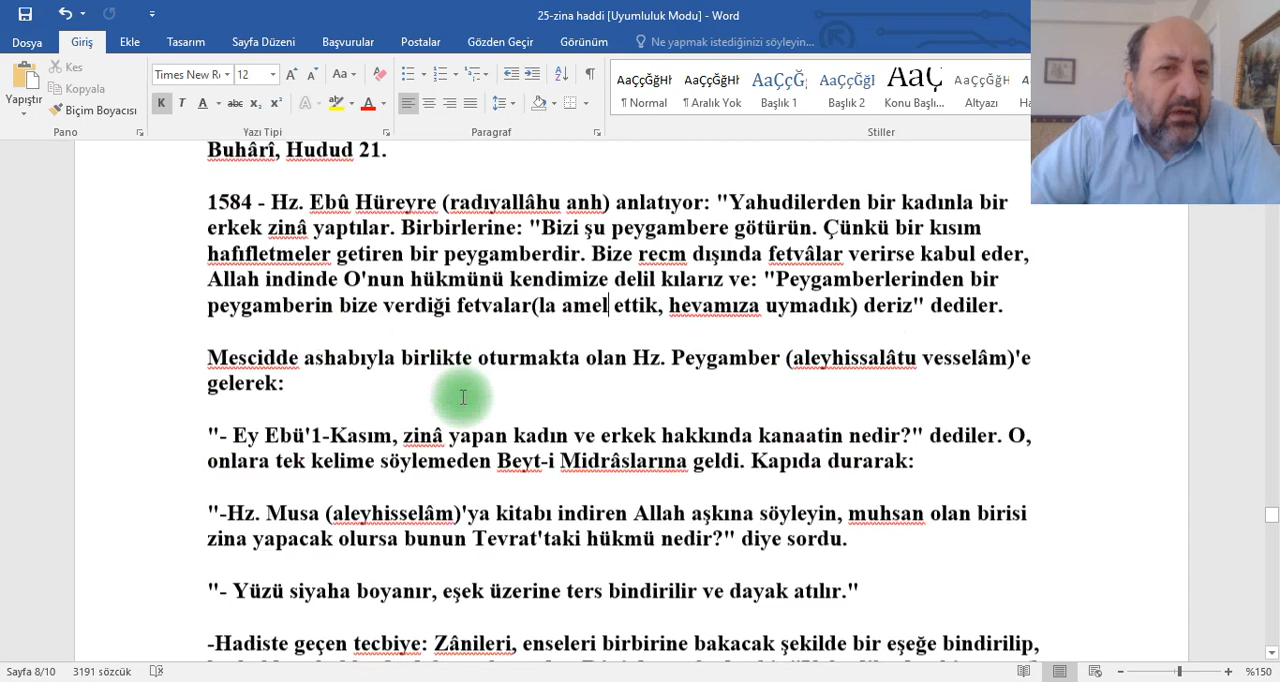 25-zina haddi [Uyumluluk Modu] - Word
Dosya Giriş Ekle Tasarım Sayfa Düzeni Başvurular Postalar Gözden Geçir Görünüm Ne yapmak istediğinizi söyleyin...
Yapıştır
Kes
Kopyala
Biçim Boyacısı
Times New Ro 12
AaÇçĞğHł AaÇçĞğHł AaÇçĞğ AaÇçĞğI AaÇ AaÇçĞğHł
¶ Normal ¶ Aralık Yok Başlık 1 Başlık 2 Konu Başlı... Altyazı
Pano Yazı Tipi Paragraf Stiller
Buhârî, Hudud 21.
1584 - Hz. Ebû Hüreyre (radıyallâhu anh) anlatıyor: "Yahudilerden bir kadınla bir
erkek zinâ yaptılar. Birbirlerine: "Bizi şu peygambere götürün. Çünkü bir kısım
hafıfletmeler getiren bir peygamberdir. Bize recm dışında fetvâlar verirse kabul eder,
Allah indinde O'nun hükmünü kendimize delil kılarız ve: "Peygamberlerinden bir
peygamberin bize verdiği fetvalar(la amel ettik, hevamıza uymadık) deriz" dediler.
Mescidde ashabıyla birlikte oturmakta olan Hz. Peygamber (aleyhissalâtu vesselâm)'e
gelerek:
"- Ey Ebü'1-Kasım, zinâ yapan kadın ve erkek hakkında kanaatin nedir?" dediler. O,
onlara tek kelime söylemeden Beyt-i Midrâslarına geldi. Kapıda durarak:
"-Hz. Musa (aleyhisselâm)'ya kitabı indiren Allah aşkına söyleyin, muhsan olan birisi
zina yapacak olursa bunun Tevrat'taki hükmü nedir?" diye sordu.
"- Yüzü siyaha boyanır, eşek üzerine ters bindirilir ve dayak atılır."
-Hadiste geçen tecbiye: Zânileri, enseleri birbirine bakacak şekilde bir eşeğe bindirilip,
Sayfa 8/10 3191 sözcük %150